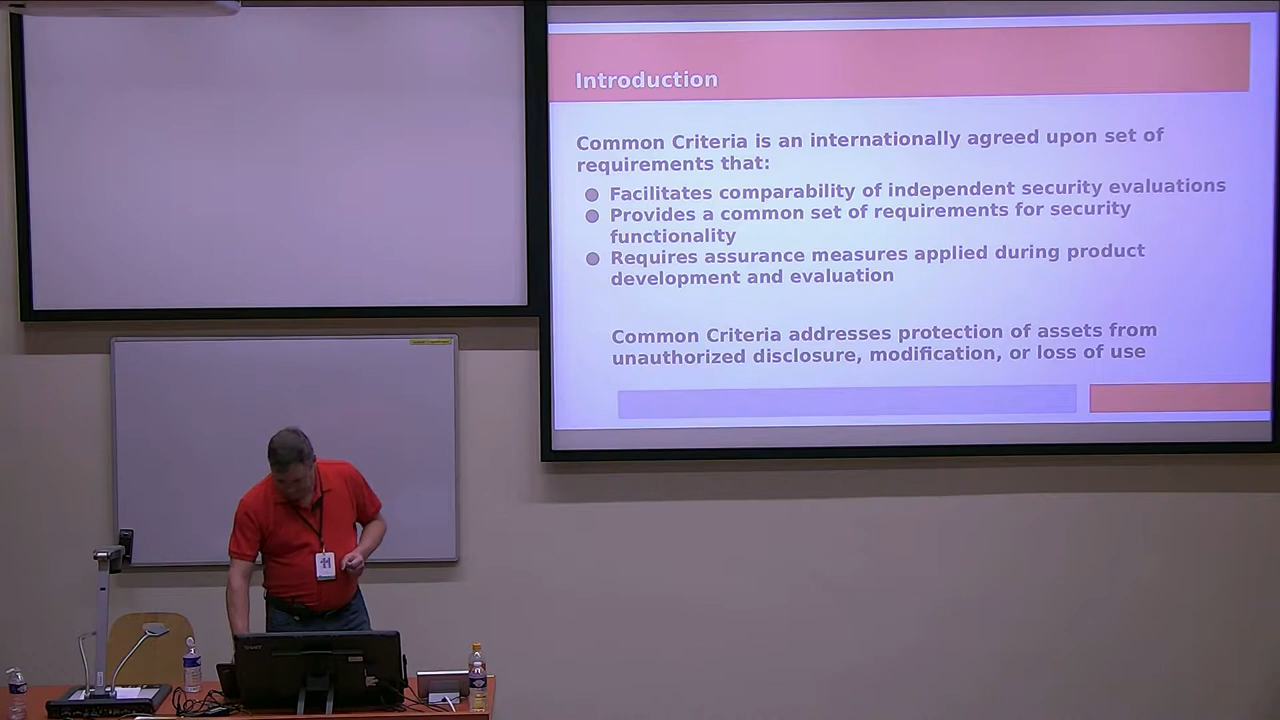 Introduction
Common Criteria is an internationally agreed upon set of
requirements that:
Facilitates comparability of independent security evaluations
Provides a common set of requirements for security
functionality
Requires assurance measures applied during product
development and evaluation
Common Criteria addresses protection of assets from
unauthorized disclosure, modification, or loss of use